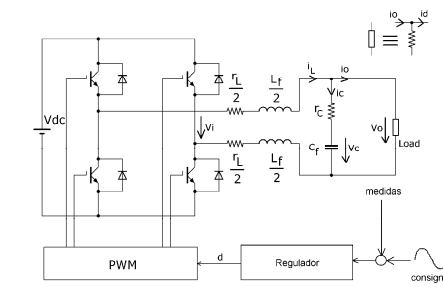 io id
Vdc
Vi
rL/2
Lf/2
iL
io
ic
rC
Cf
Vc
Vo
Load
rL/2
Lf/2
medidas
PWM
d
Regulador
consign